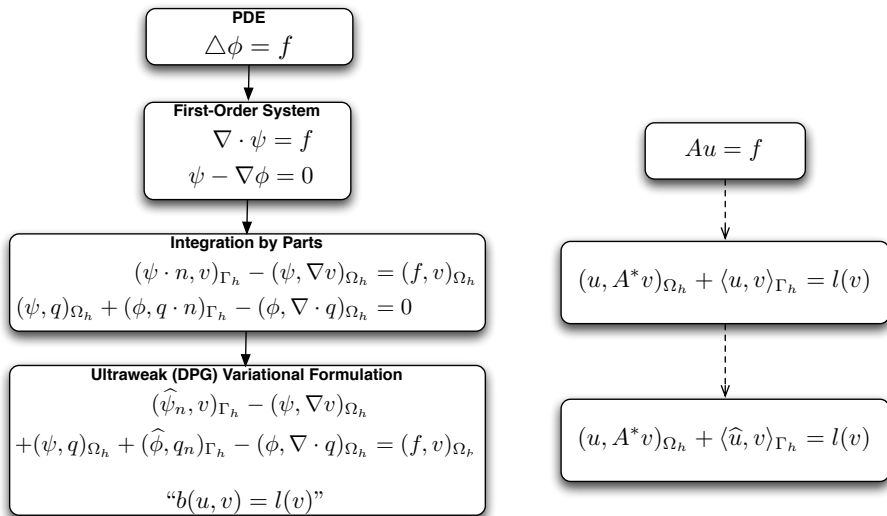 PDE
△ϕ = f
First-Order System
∇ · ψ = f
ψ − ∇ϕ = 0
Integration by Parts
(ψ · n, v)_{Γ_h} − (ψ, ∇v)_{Ω_h} = (f, v)_{Ω_h}
(ψ, q)_{Ω_h} + (ϕ, q · n)_{Γ_h} − (ϕ, ∇ · q)_{Ω_h} = 0
Ultraweak (DPG) Variational Formulation
(ψ̂_n, v)_{Γ_h} − (ψ, ∇v)_{Ω_h}
+(ψ, q)_{Ω_h} + (ϕ̂, q_n)_{Γ_h} − (ϕ, ∇ · q)_{Ω_h} = (f, v)_{Ω_h}
“b(u, v) = l(v)”
Au = f
(u, A*v)_{Ω_h} + ⟨u, v⟩_{Γ_h} = l(v)
(u, A*v)_{Ω_h} + ⟨û, v⟩_{Γ_h} = l(v)